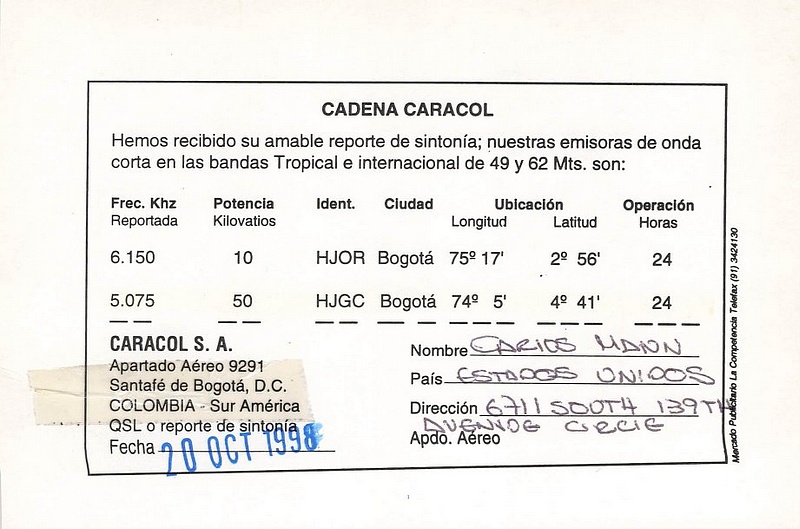 CADENA CARACOL
Hemos recibido su amable reporte de sintonía; nuestras emisoras de onda
corta en las bandas Tropical e internacional de 49 y 62 Mts. son:
Frec. Khz Potencia Ident. Ciudad Ubicación Operación
Reportada Kilovatios Longitud Latitud Horas
6.150 10 HJOR Bogotá 75º 17' 2º 56' 24
5.075 50 HJGC Bogotá 74º 5' 4º 41' 24
CARACOL S. A.
Apartado Aéreo 9291
Santafé de Bogotá, D.C.
COLOMBIA - Sur América
QSL o reporte de sintonía
Fecha 20 OCT 1998
Nombre CARLOS MANN
País ESTADOS UNIDOS
Dirección 6711 SOUTH 139TH
AVENUE CIRCLE
Apdo. Aéreo
Mercado Publicitario La Competencia Telefax (91) 3424130